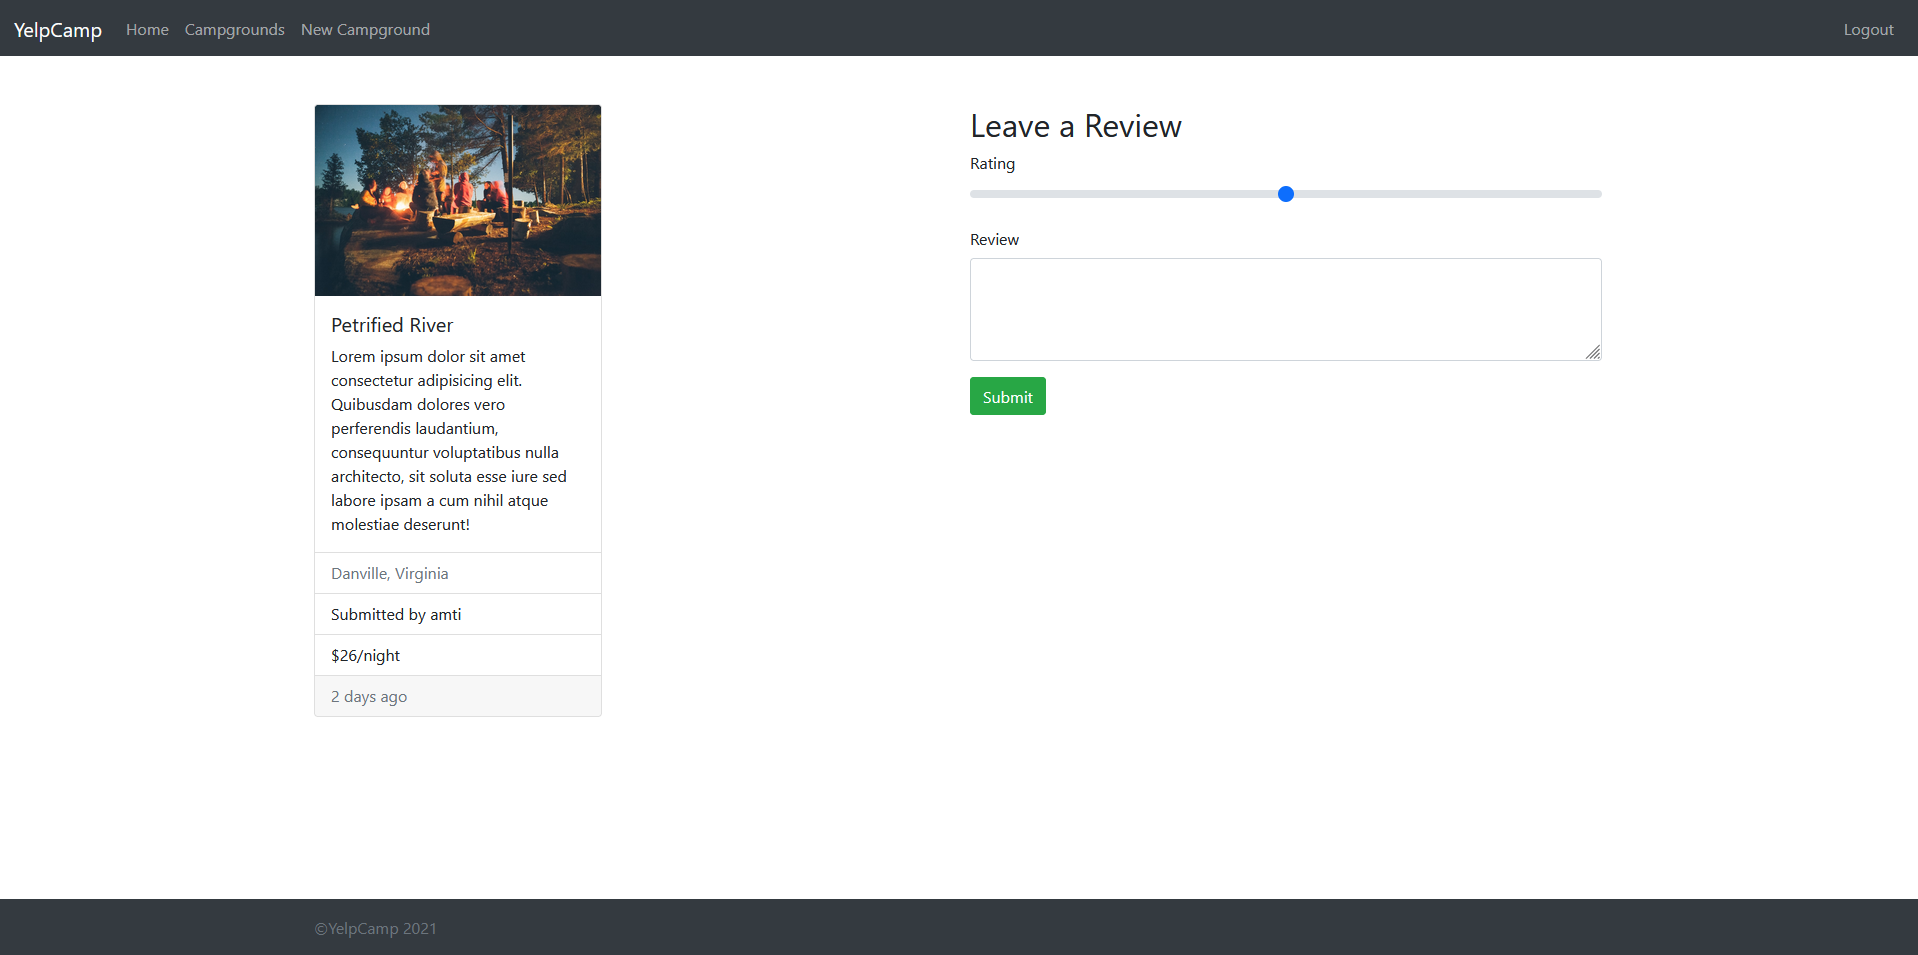 YelpCamp Home Campgrounds New Campground Logout
Petrified River
Lorem ipsum dolor sit amet
consectetur adipisicing elit.
Quibusdam dolores vero
perferendis laudantium,
consequuntur voluptatibus nulla
architecto, sit soluta esse iure sed
labore ipsam a cum nihil atque
molestiae deserunt!
Danville, Virginia
Submitted by amti
$26/night
2 days ago
Leave a Review
Rating
Review
Submit
©YelpCamp 2021